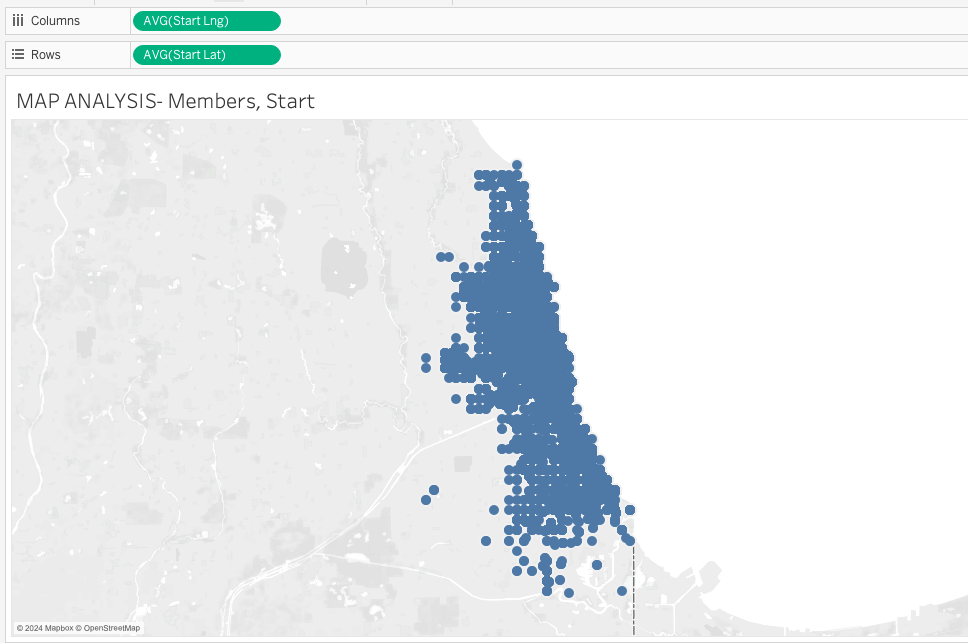 Columns
AVG(Start Lng)
Rows
AVG(Start Lat)
MAP ANALYSIS- Members, Start
© 2024 Mapbox © OpenStreetMap